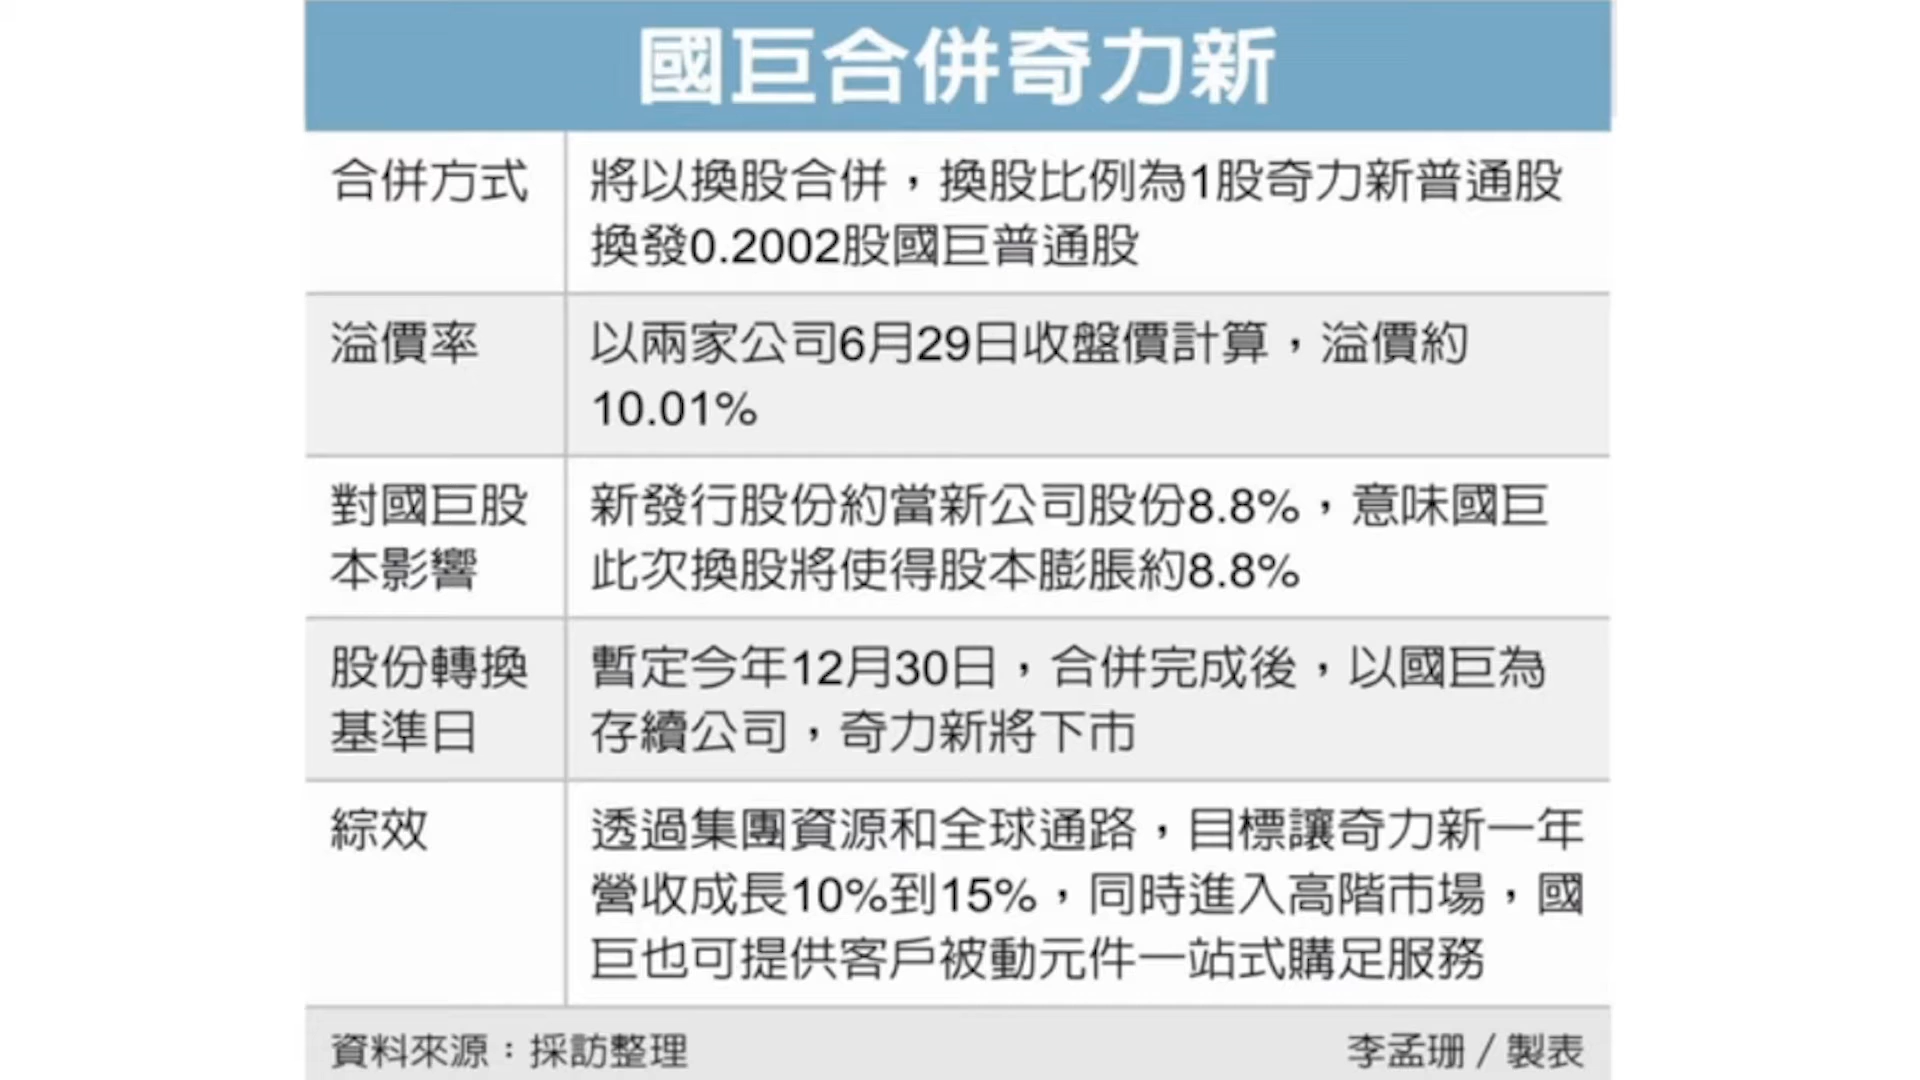 國巨合併奇力新
合併方式
將以換股合併，換股比例為1股奇力新普通股
換發0.2002股國巨普通股
溢價率
以兩家公司6月29日收盤價計算，溢價約
10.01%
對國巨股
本影響
新發行股份約當新公司股份8.8%，意味國巨
此次換股將使得股本膨脹約8.8%
股份轉換
基準日
暫定今年12月30日，合併完成後，以國巨為
存續公司，奇力新將下市
綜效
透過集團資源和全球通路，目標讓奇力新一年
營收成長10%到15%，同時進入高階市場，國
巨也可提供客戶被動元件一站式購足服務
資料來源：採訪整理
李孟珊／製表